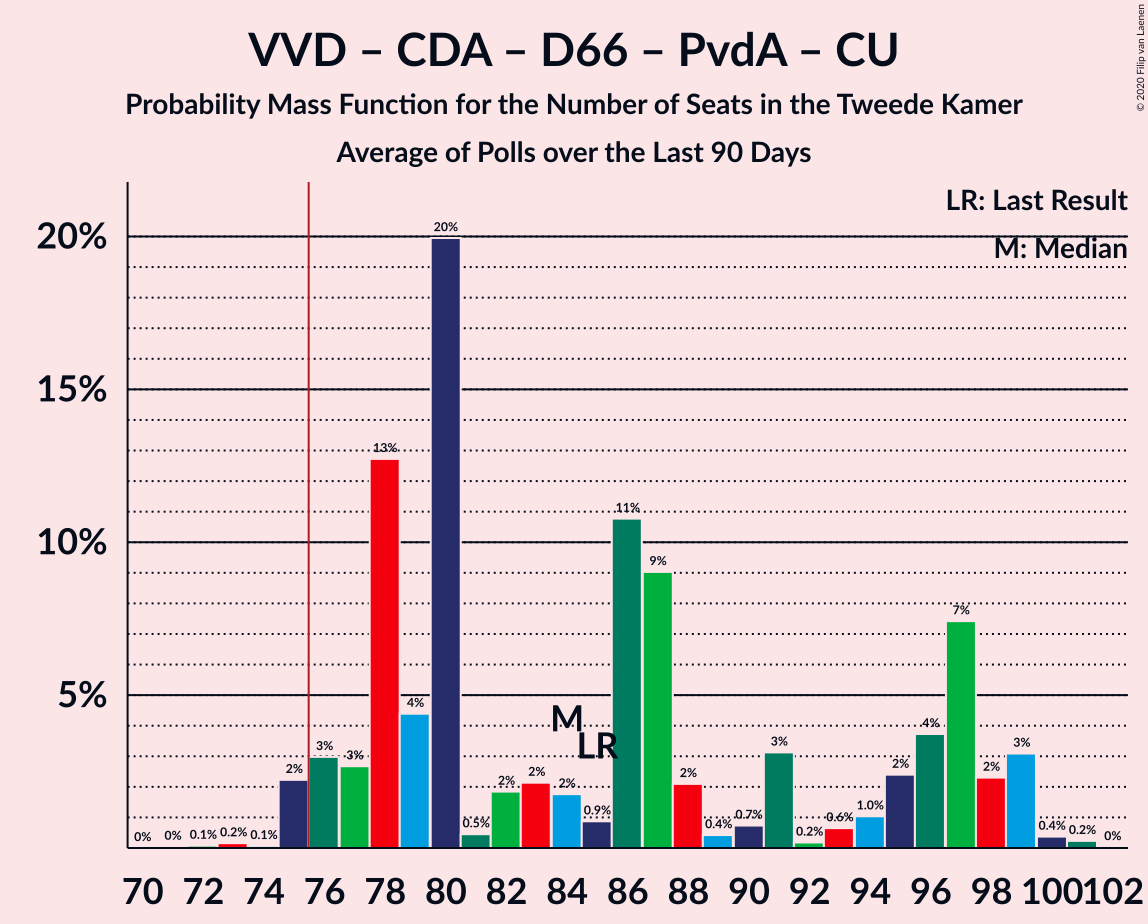 VVD – CDA – D66 – PvdA – CU
Probability Mass Function for the Number of Seats in the Tweede Kamer
Average of Polls over the Last 90 Days
© 2020 Filip van Laenen
LR: Last Result
M: Median
20%
15%
10%
5%
0% 0% 0.1% 0.2% 0.1% 2% 3% 3% 13% 4% 20% 0.5% 2% 2% 2% 0.9% 11% 9% 2% 0.4% 0.7% 3% 0.2% 0.6% 1.0% 2% 4% 7% 2% 3% 0.4% 0.2% 0%
M
LR
70 72 74 76 78 80 82 84 86 88 90 92 94 96 98 100 102